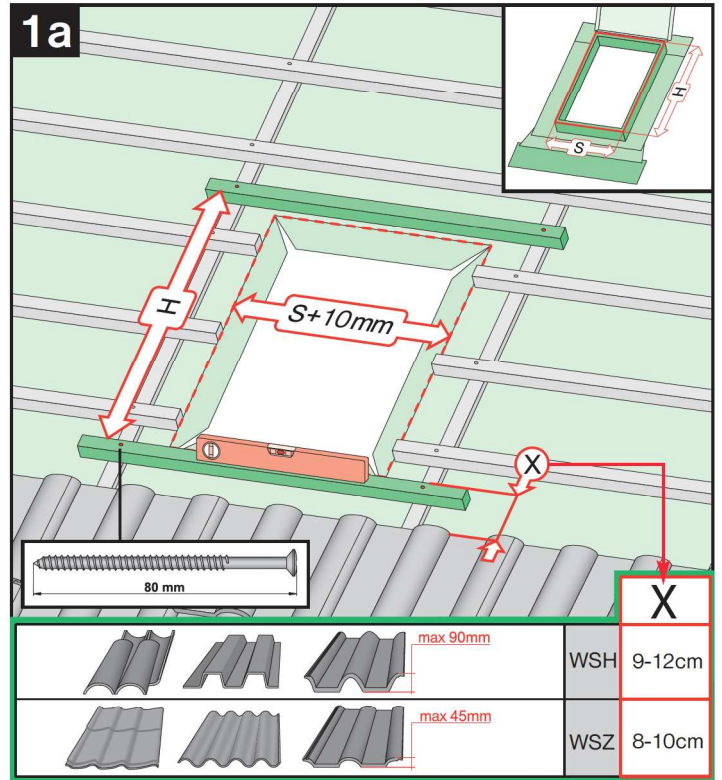 1a
H
S
H
S+10mm
X
80 mm
X
max 90mm
WSH
9-12cm
max 45mm
WSZ
8-10cm